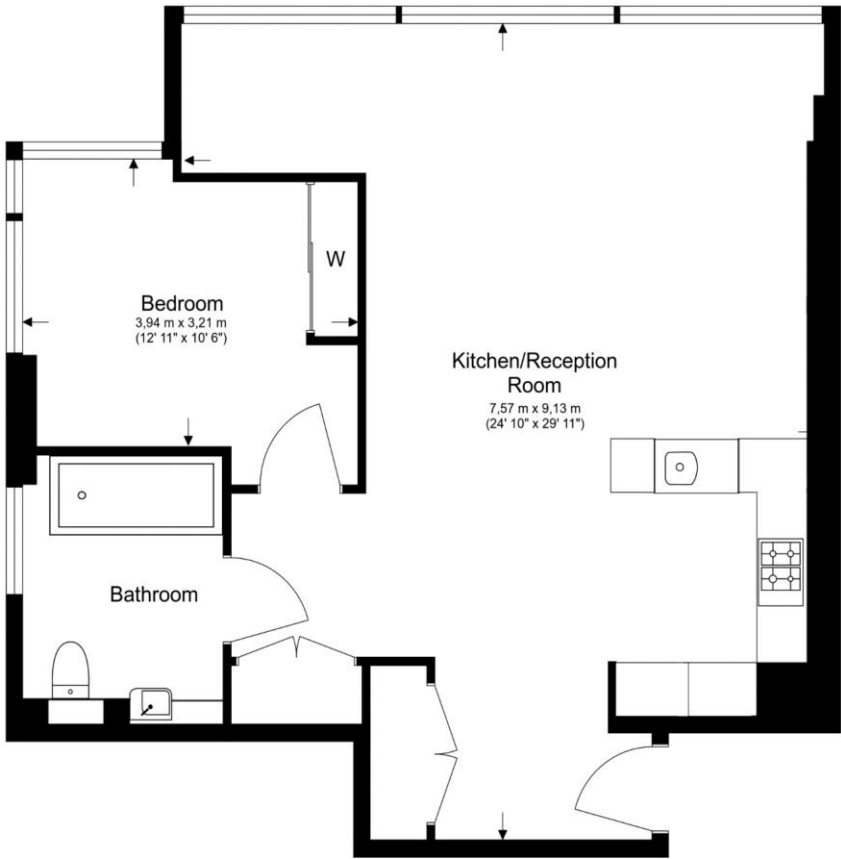 W
Bedroom
3,94 m x 3,21 m
(12' 11" x 10' 6")
Kitchen/Reception
Room
7,57 m x 9,13 m
(24' 10" x 29' 11")
Bathroom